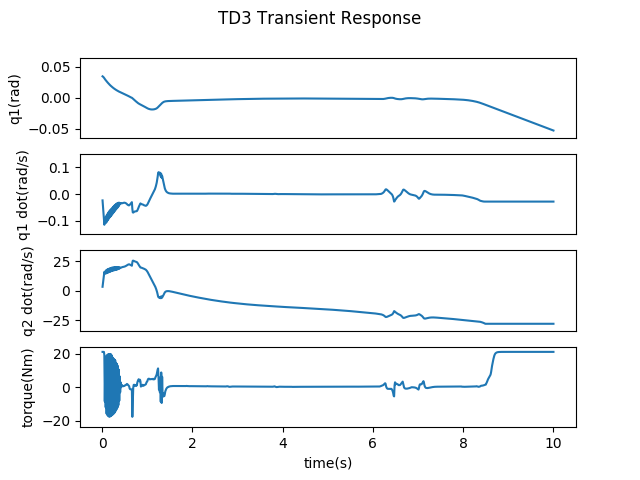 TD3 Transient Response
q1(rad)
0.05
0.00
−0.05
q1 dot(rad/s)
0.1
0.0
−0.1
q2 dot(rad/s)
25
0
−25
torque(Nm)
20
0
−20
0 2 4 6 8 10
time(s)